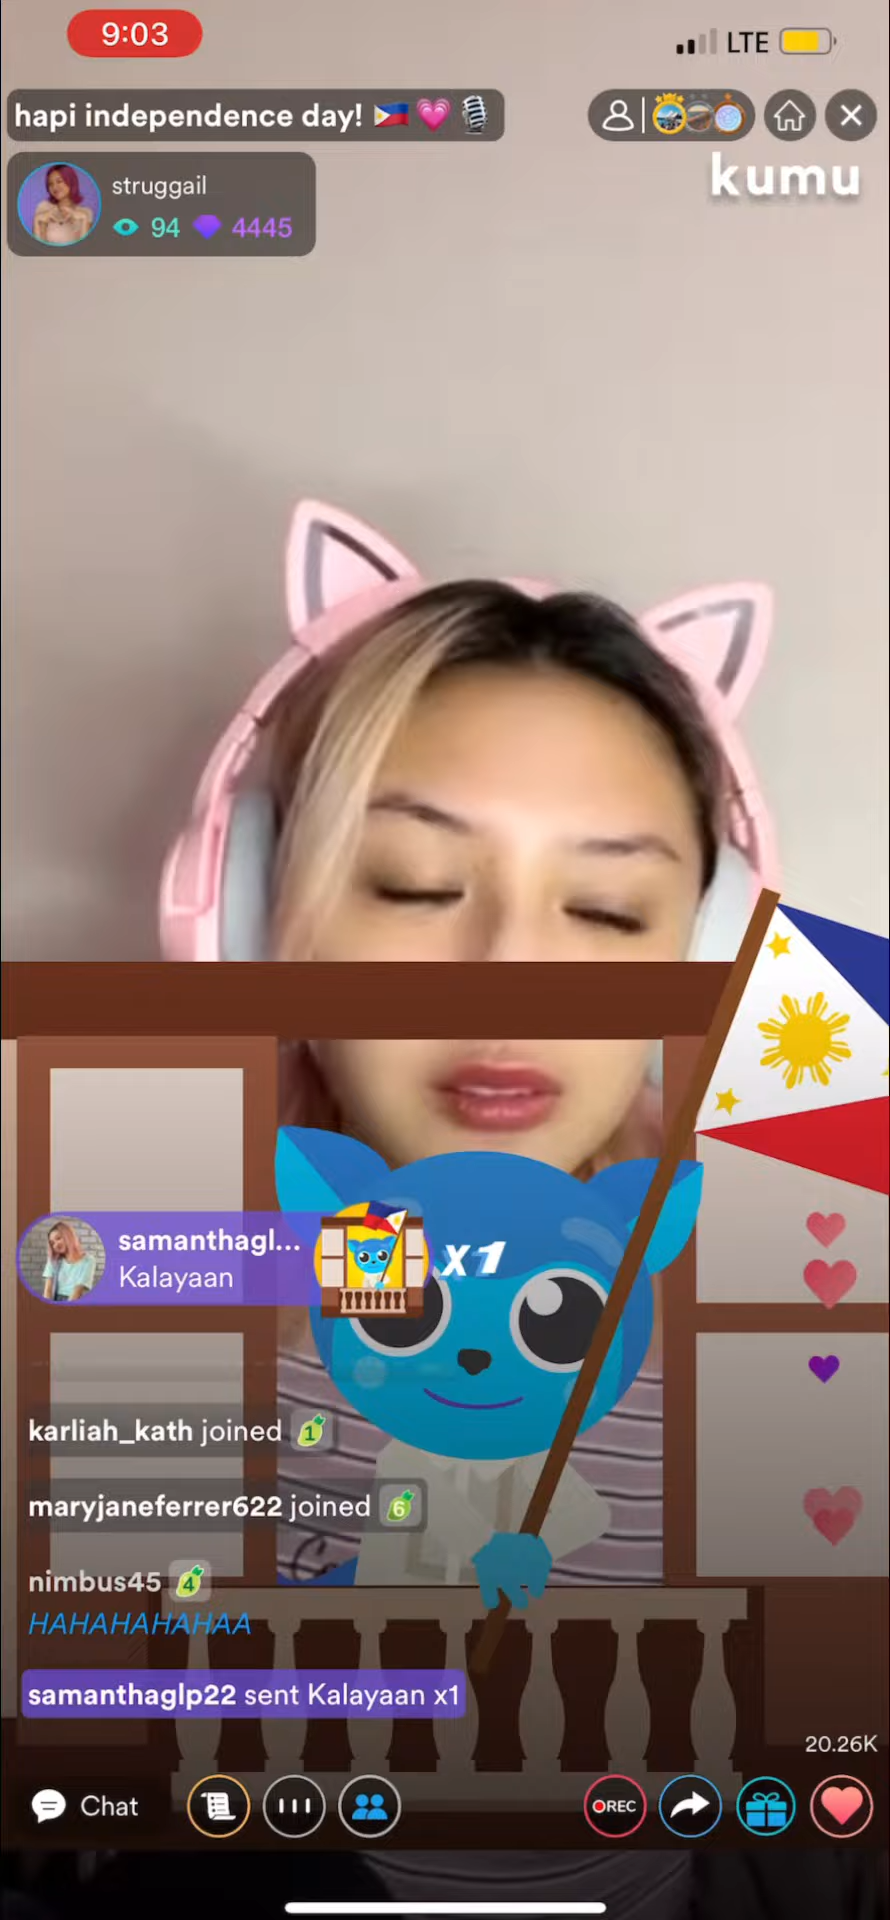 9:03
LTE
hapi independence day! 🇵🇭💗🎙️
kumu
struggail
94 4445
samanthagl...
Kalayaan
x1
karliah_kath joined 1
maryjaneferrer622 joined 6
nimbus45 4
HAHAHAHAHAA
samanthaglp22 sent Kalayaan x1
20.26K
Chat
REC